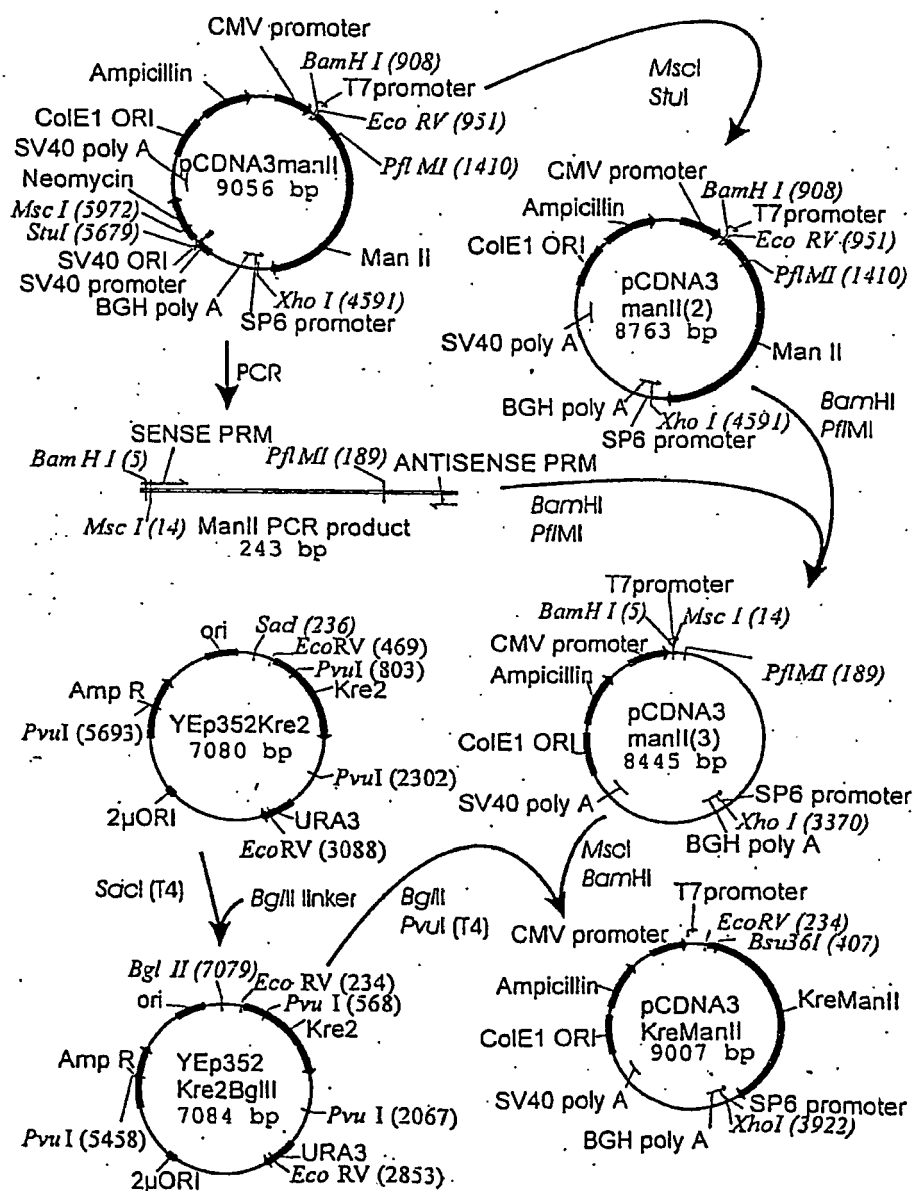 CMV promoter
BamH I (908)
Ampicillin
T7promoter
Eco RV (951)
ColE1 ORI
SV40 poly A
pCDNA3manII
9056 bp
Pfl MI (1410)
Neomycin
Msc I (5972)
StuI (5679)
SV40 ORI
SV40 promoter
BGH poly A
Xho I (4591)
SP6 promoter
Man II
MscI
StuI
CMV promoter
BamH I (908)
Ampicillin
T7promoter
Eco RV (951)
ColE1 ORI
PflMI (1410)
pCDNA3
manII(2)
8763 bp
SV40 poly A
Man II
BGH poly A
Xho I (4591)
SP6 promoter
BamHI
PflMI
PCR
SENSE PRM
Bam H I (5)
PflMI (189)
ANTISENSE PRM
Msc I (14)
ManII PCR product
243 bp
BamHI
PflMI
T7promoter
BamH I (5)
Msc I (14)
CMV promoter
PflMI (189)
Ampicillin
pCDNA3
manII(3)
8445 bp
ColE1 ORI
SV40 poly A
SP6 promoter
Xho I (3370)
BGH poly A
Sad (236)
ori
EcoRV (469)
PvuI (803)
Kre2
Amp R
YEp352Kre2
7080 bp
PvuI (5693)
PvuI (2302)
2µORI
URA3
EcoRV (3088)
SacI (T4)
BglII linker
BglII
PvuI (T4)
MscI
BamHI
Bgl II (7079)
Eco RV (234)
ori
Pvu I (568)
Kre2
Amp R
YEp352
Kre2BglII
7084 bp
PvuI (5458)
Pvu I (2067)
2µORI
URA3
Eco RV (2853)
T7promoter
EcoRV (234)
CMV promoter
Bsu36I (407)
Ampicillin
KreManII
pCDNA3
KreManII
9007 bp
ColE1 ORI
SV40 poly A
SP6 promoter
BGH poly A
XhoI (3922)